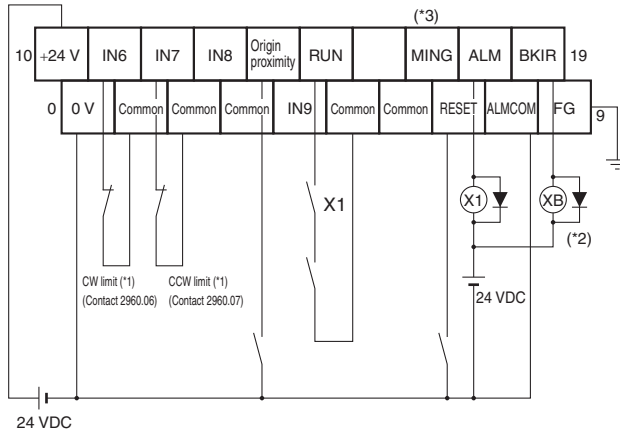 (*3)
10 +24 V IN6 IN7 IN8 Origin proximity RUN MING ALM BKIR 19
0 0 V Common Common Common IN9 Common Common RESET ALMCOM FG 9
X1
X1 XB
(*2)
CW limit (*1) CCW limit (*1)
(Contact 2960.06) (Contact 2960.07)
24 VDC
24 VDC